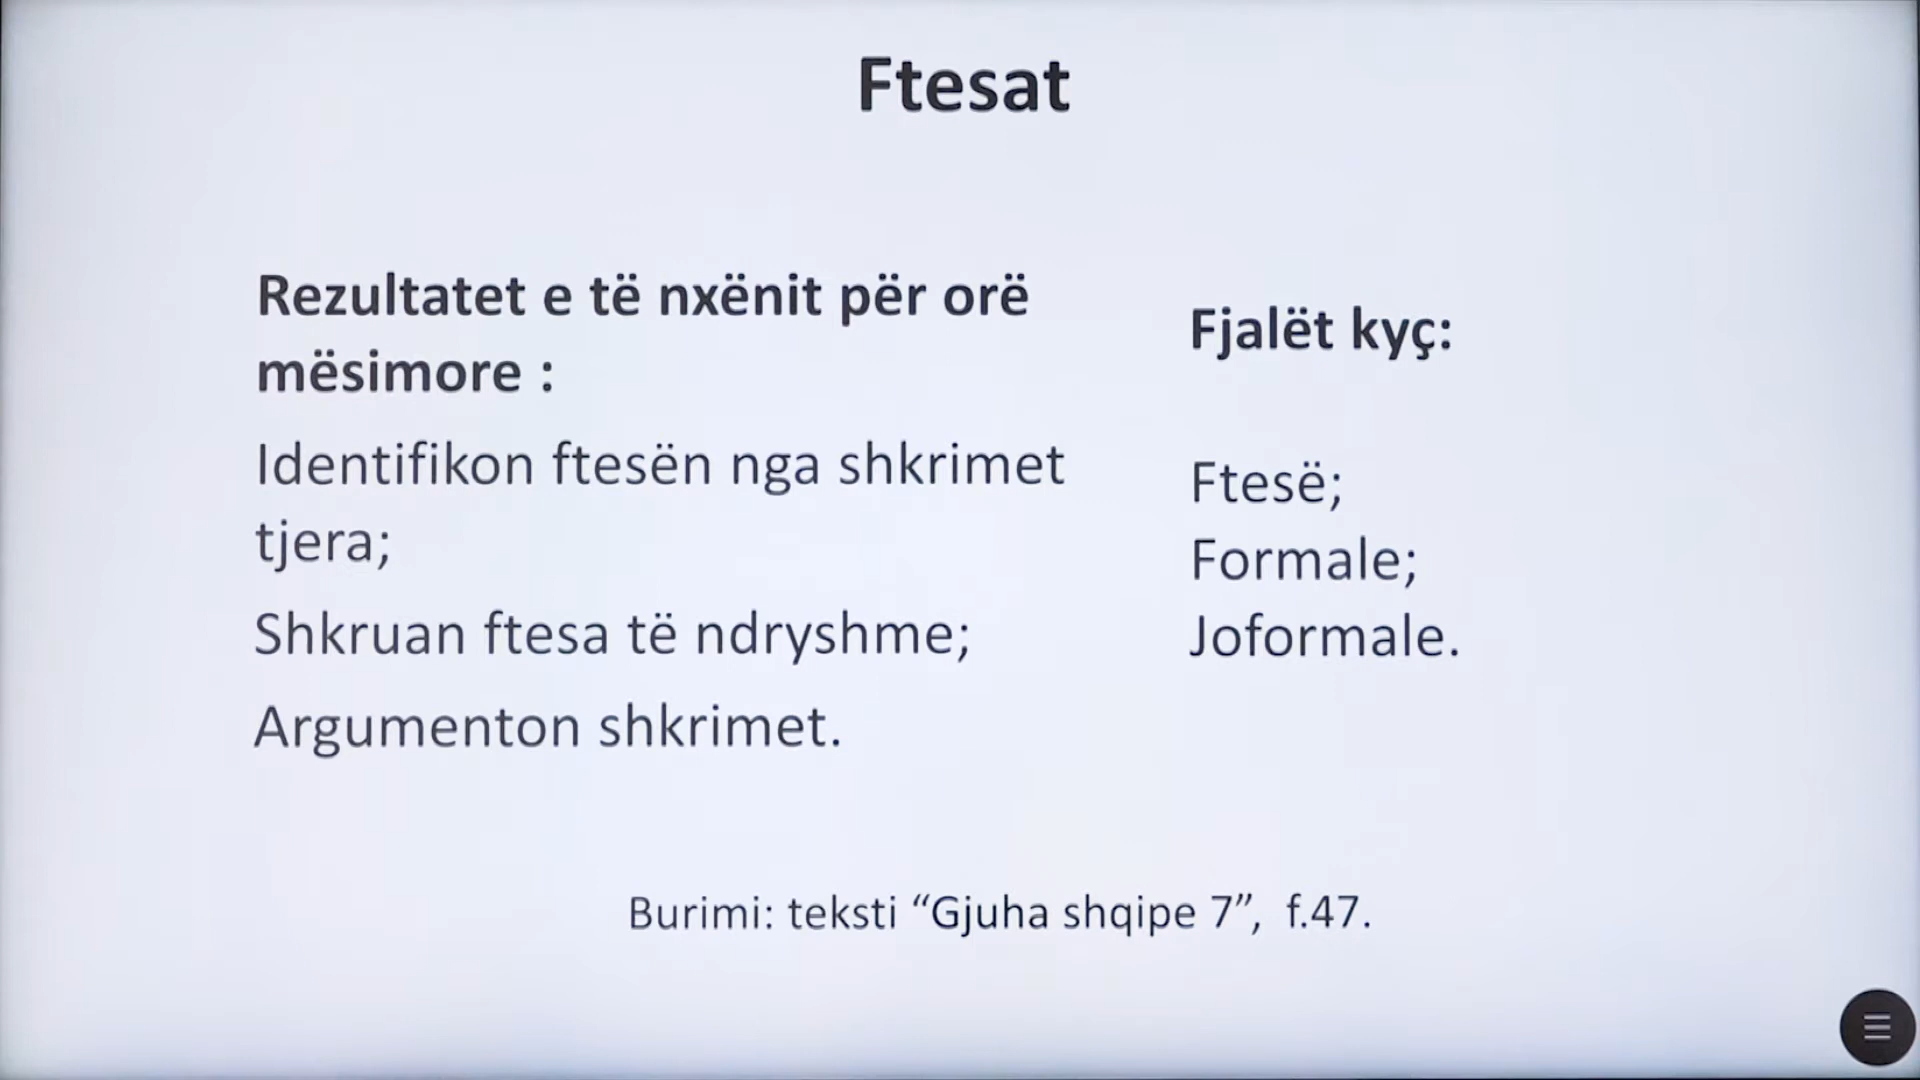 Ftesat
Rezultatet e të nxënit për orë
mësimore :
Identifikon ftesën nga shkrimet
tjera;
Shkruan ftesa të ndryshme;
Argumenton shkrimet.
Fjalët kyç:
Ftesë;
Formale;
Joformale.
Burimi: teksti “Gjuha shqipe 7”, f.47.